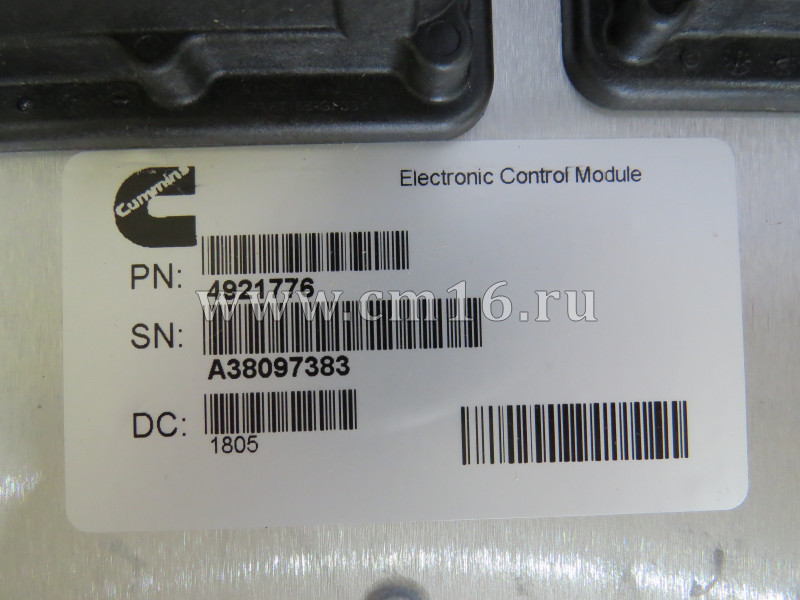 Cummins
Electronic Control Module
PN:
4921776
www.cm16.ru
SN:
A38097383
DC:
1805